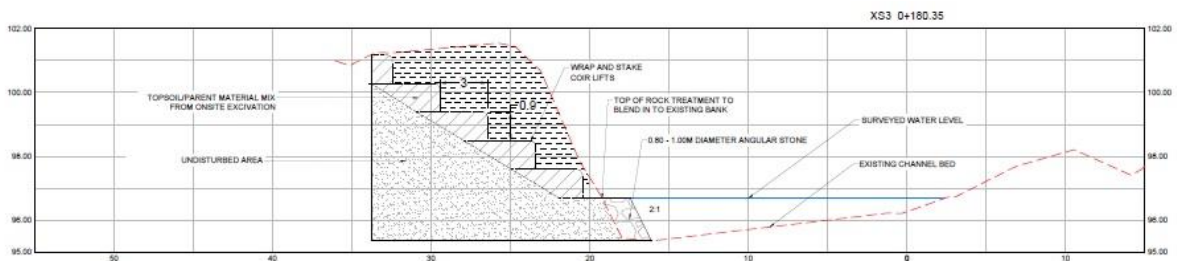 XS3 0+180.35
102.00
102.00
WRAP AND STAKE
COIR LIFTS
3
100.00
TOPSOIL/PARENT MATERIAL MIX
FROM ONSITE EXCIVATION
0.9
TOP OF ROCK TREATMENT TO
BLEND IN TO EXISTING BANK
100.00
SURVEYED WATER LEVEL
0.80 - 1.00M DIAMETER ANGULAR STONE
98.00
UNDISTURBED AREA
EXISTING CHANNEL BED
98.00
2:1
96.00
96.00
95.00
95.00
50
40
30
20
10
0
10